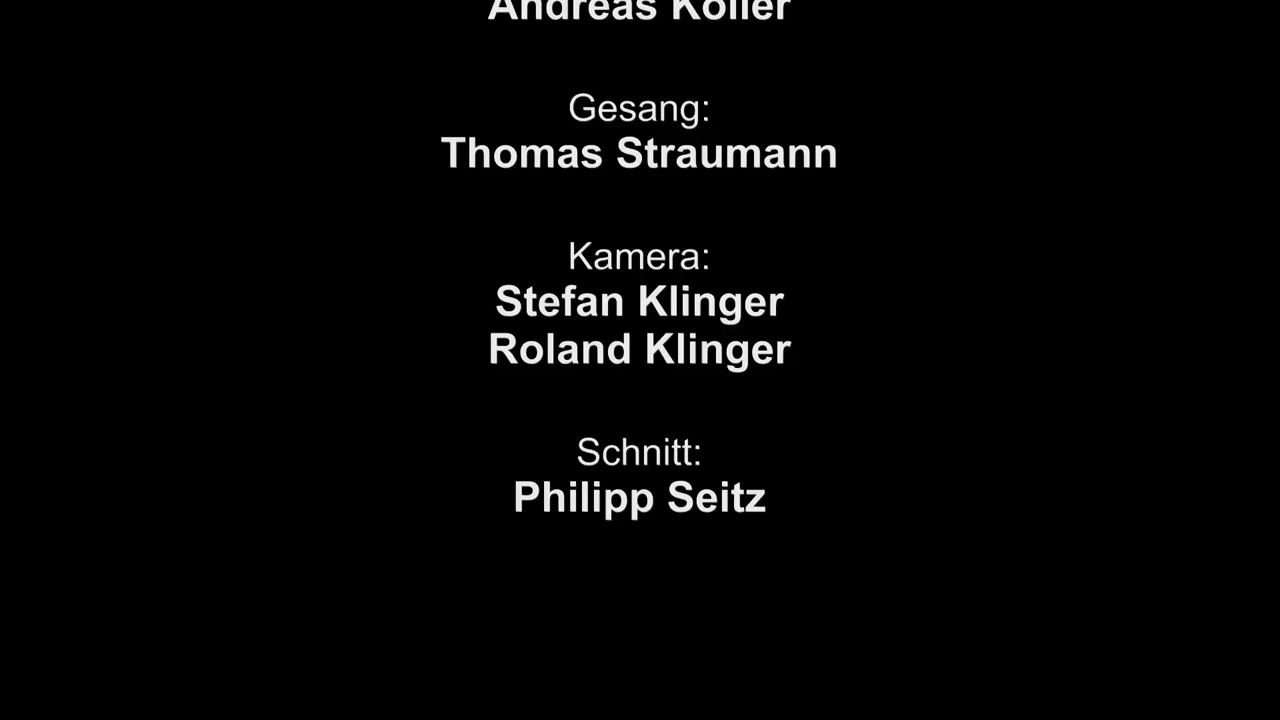 Andreas Koller
Gesang:
Thomas Straumann
Kamera:
Stefan Klinger
Roland Klinger
Schnitt:
Philipp Seitz